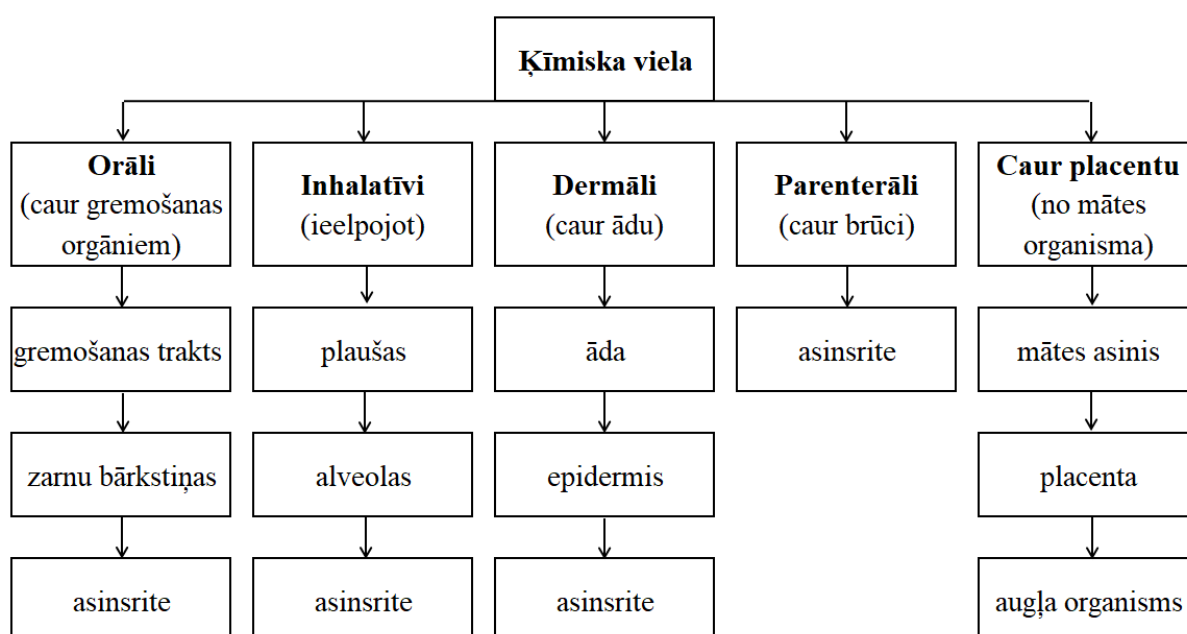 Ķīmiska viela
Orāli
(caur gremošanas
orgāniem)
Inhalatīvi
(ieelpojot)
Dermāli
(caur ādu)
Parenterāli
(caur brūci)
Caur placentu
(no mātes
organisma)
gremošanas trakts
plaušas
āda
asinsrite
mātes asinis
zarnu bārkstiņas
alveolas
epidermis
placenta
asinsrite
asinsrite
asinsrite
augļa organisms